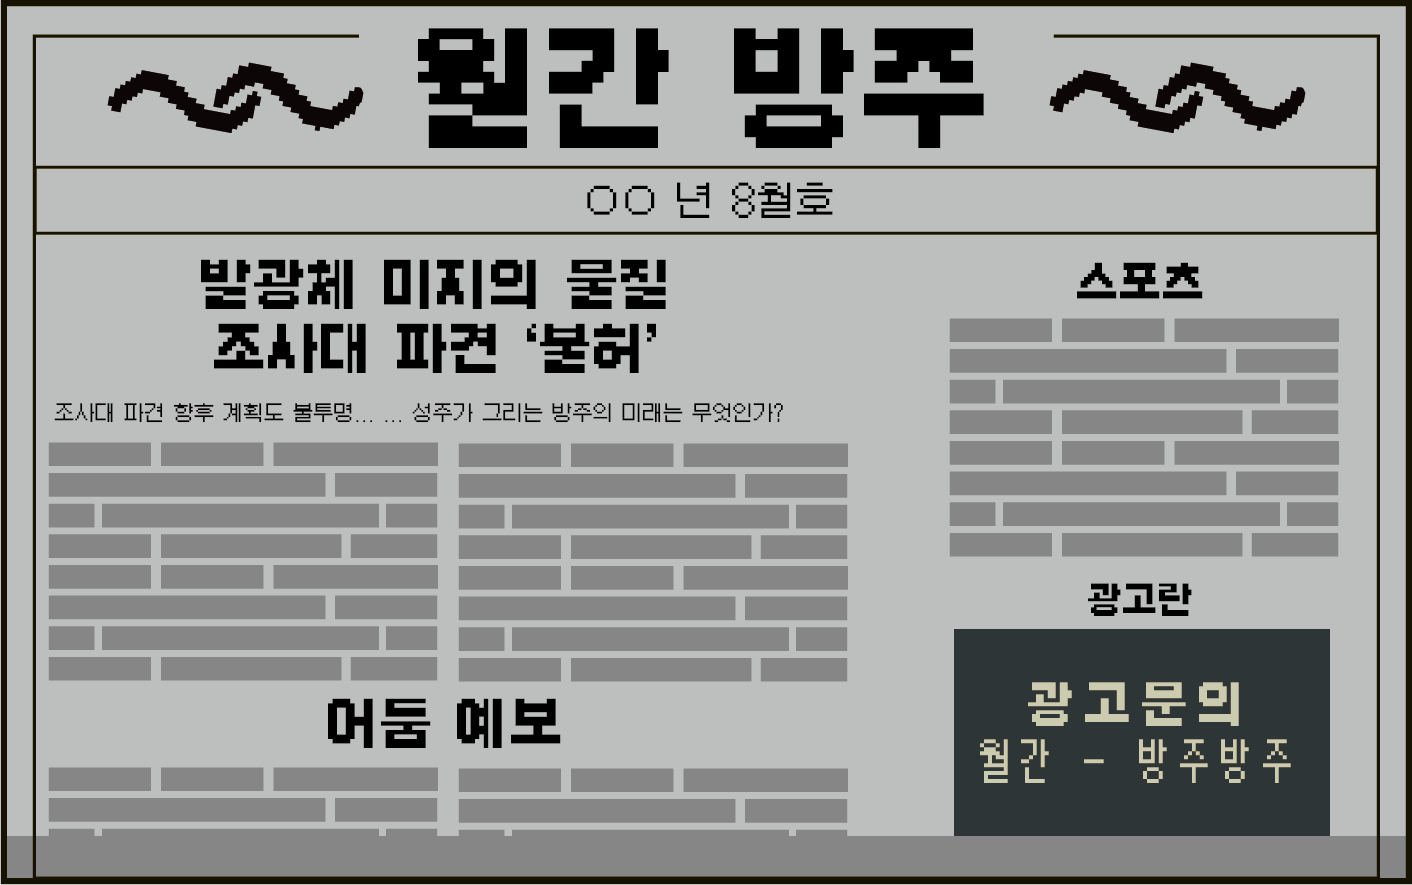 월간 방주
○○ 년 8월호
발광체 미지의 물질
조사대 파견 ‘불허’
조사대 파견 향후 계획도 불투명... ... 성주가 그리는 방주의 미래는 무엇인가?
어둠 예보
스포츠
광고란
광고문의
월간 - 방주방주